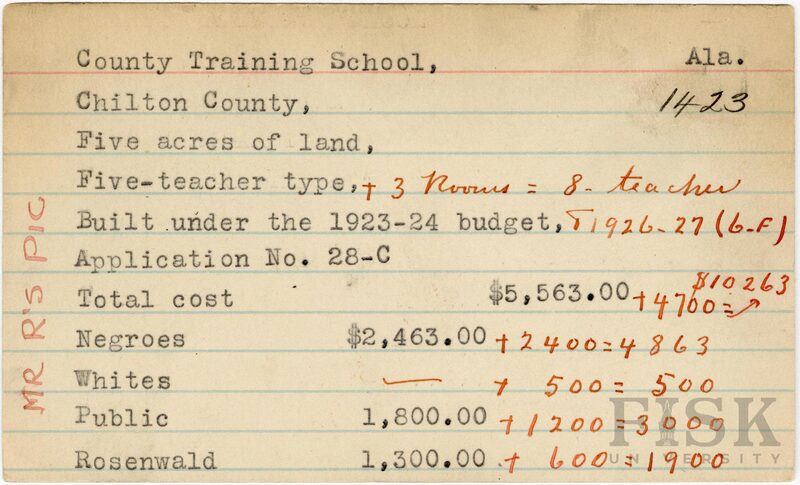 County Training School, Ala.
Chilton County, 1423
Five acres of land,
Five-teacher type, + 3 Rooms = 8- teacher
Built under the 1923-24 budget, + 1926-27 (6-F)
Application No. 28-C
$10263
Total cost $5,563.00 + 4700 =
Negroes $2,463.00 + 2400 = 4863
Whites — + 500 = 500
Public 1,800.00 + 1200 = 3000
Rosenwald 1,300.00 + 600 = 1900
MR R'S PIC
FISK
UNIVERSITY